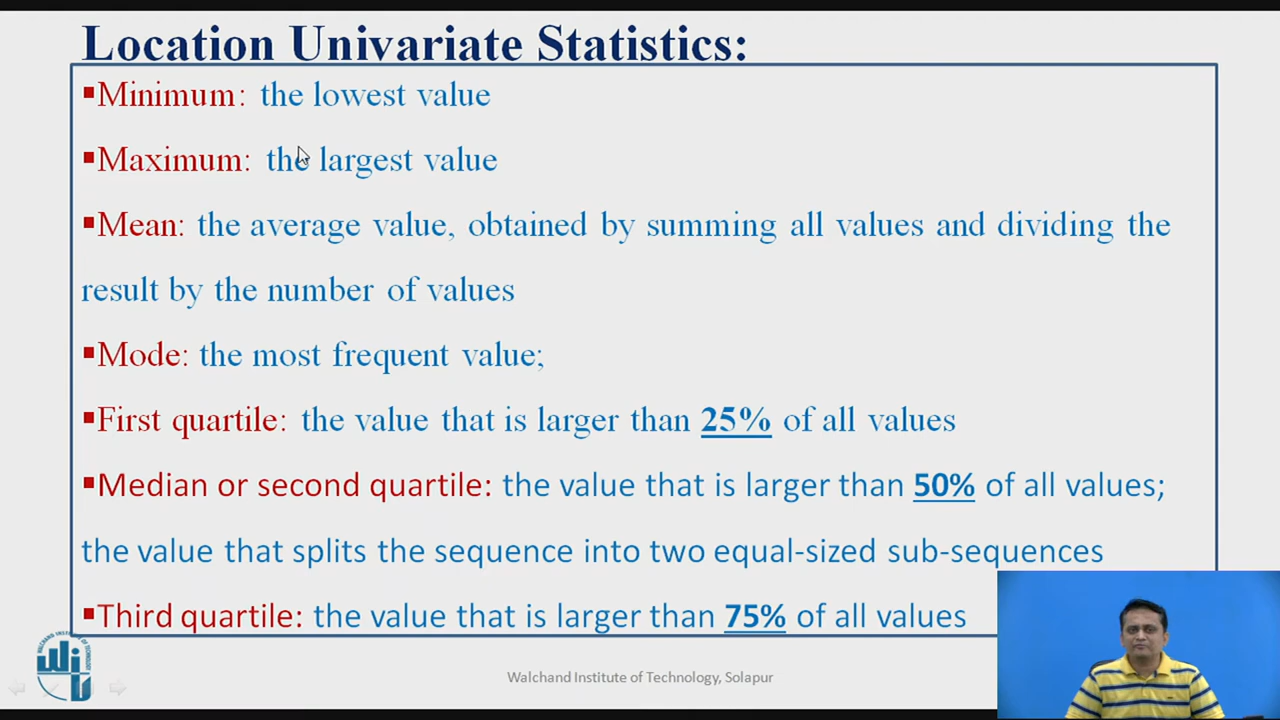 Location Univariate Statistics:
▪Minimum: the lowest value
▪Maximum: the largest value
▪Mean: the average value, obtained by summing all values and dividing the
result by the number of values
▪Mode: the most frequent value;
▪First quartile: the value that is larger than 25% of all values
▪Median or second quartile: the value that is larger than 50% of all values;
the value that splits the sequence into two equal-sized sub-sequences
▪Third quartile: the value that is larger than 75% of all values
Walchand Institute of Technology, Solapur